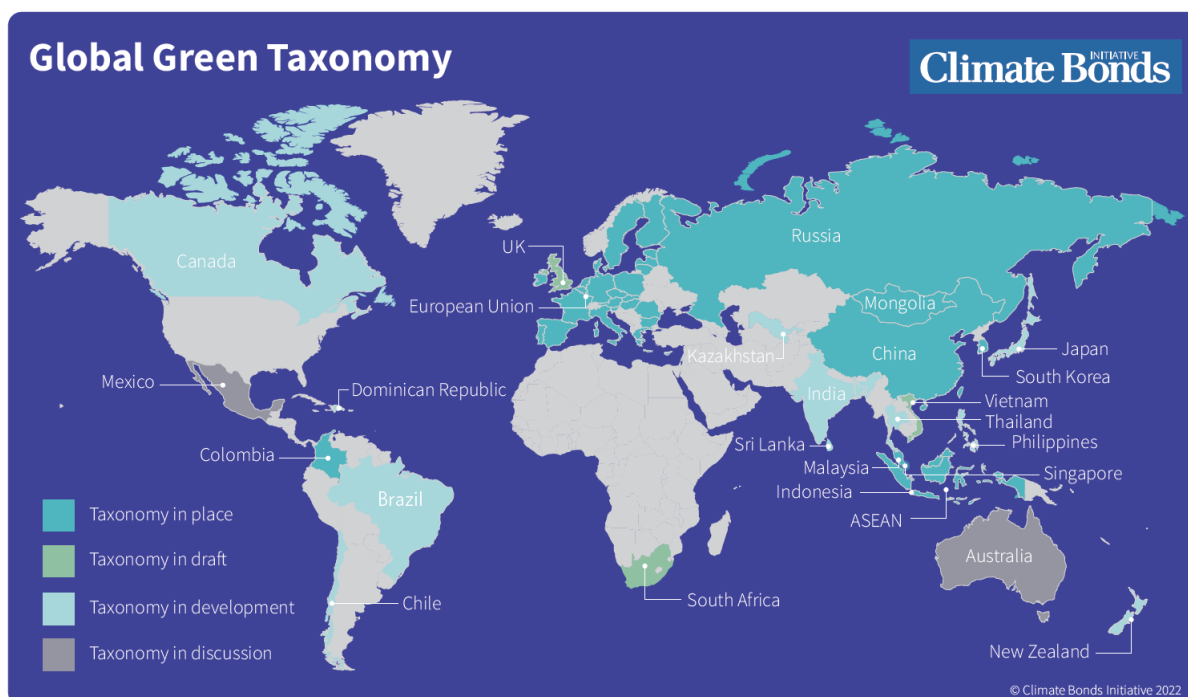 Global Green Taxonomy
INITIATIVE
Climate Bonds
UK
Russia
Canada
European Union
Mongolia
Kazakhstan
China
Japan
Mexico
Dominican Republic
South Korea
India
Vietnam
Thailand
Colombia
Sri Lanka
Philippines
Malaysia
Singapore
Brazil
Indonesia
Taxonomy in place
ASEAN
Taxonomy in draft
Australia
South Africa
Taxonomy in development
Chile
Taxonomy in discussion
New Zealand
© Climate Bonds Initiative 2022